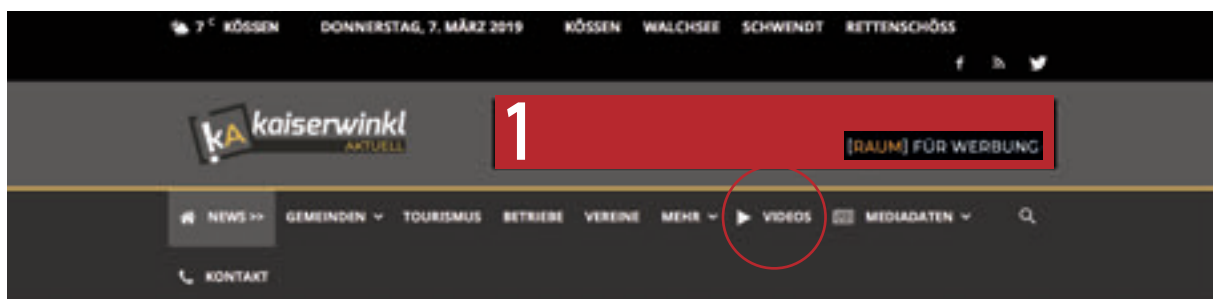 7 C KÖSSEN DONNERSTAG, 7. MÄRZ 2019 KÖSSEN WALCHSEE SCHWENDT RETTENSCHÖSS
kA kaiserwinkl
AKTUELL
1
[RAUM] FÜR WERBUNG
NEWS >> GEMEINDEN TOURISMUS BETRIEBE VEREINE MEHR VIDEOS MEDIADATEN
KONTAKT